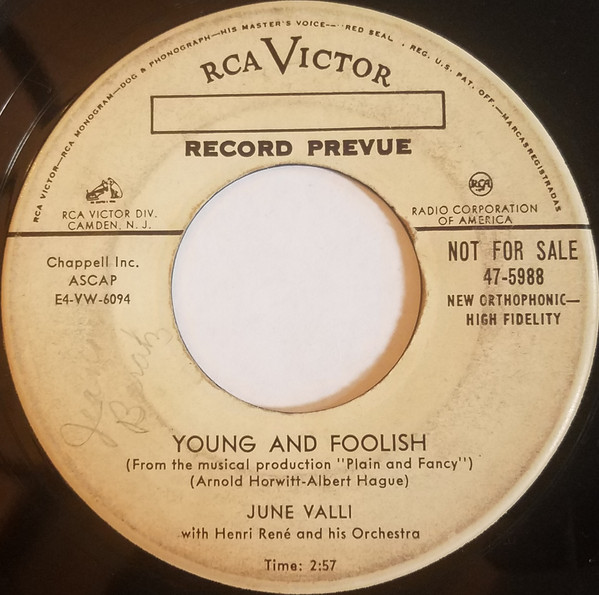 RCA VICTOR—RCA MONOGRAM—DOG & PHONOGRAPH—HIS MASTER'S VOICE—"RED SEAL". REG. U.S. PAT. OFF.—MARCASREGISTRADAS
RCA VICTOR
RECORD PREVUE
RCA VICTOR DIV.
CAMDEN, N. J.
RCA
RADIO CORPORATION
OF AMERICA
Chappell Inc.
ASCAP
E4-VW-6094
NOT FOR SALE
47-5988
NEW ORTHOPHONIC—
HIGH FIDELITY
YOUNG AND FOOLISH
(From the musical production "Plain and Fancy")
(Arnold Horwitt-Albert Hague)
JUNE VALLI
with Henri René and his Orchestra
Time: 2:57